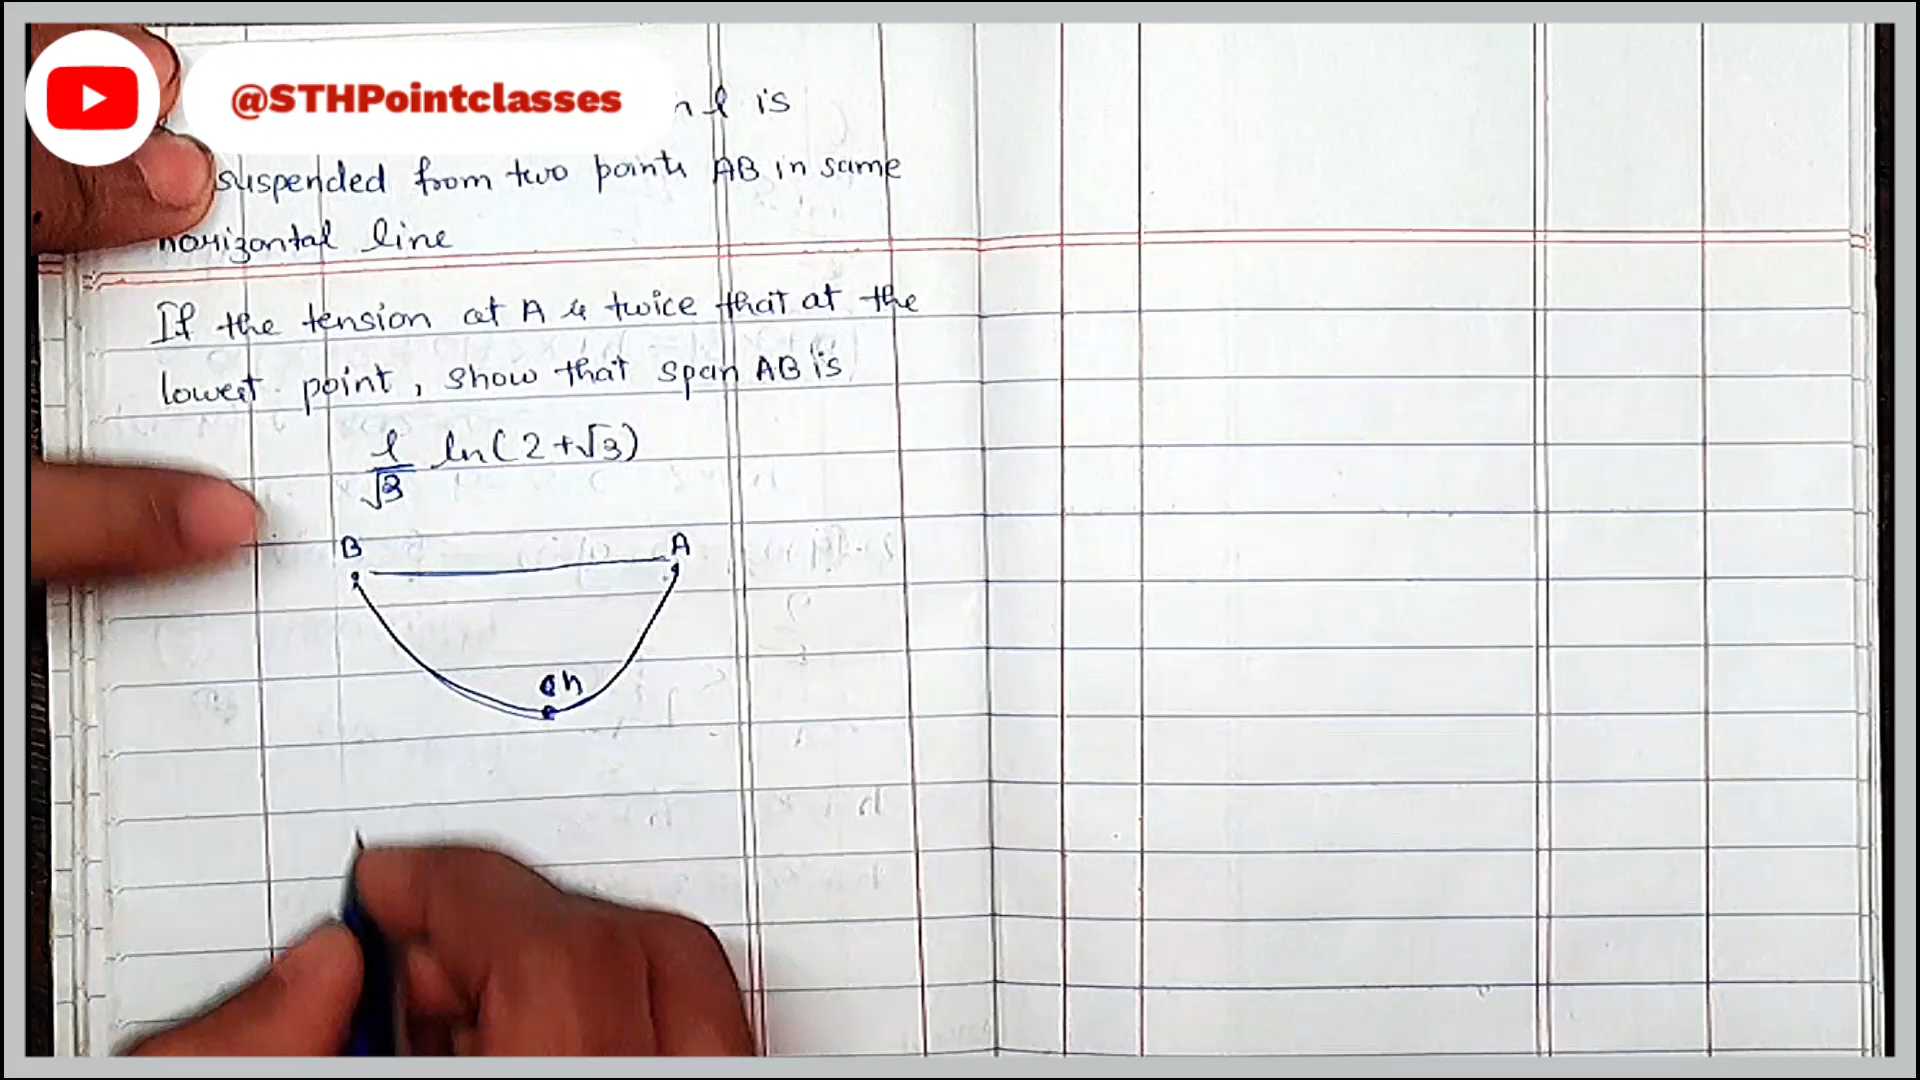 @STHPointclasses
l is
suspended from two points AB in same
horizontal line
If the tension at A is twice that at the
lowest point, show that span AB is
l/√3 ln(2+√3)
B A